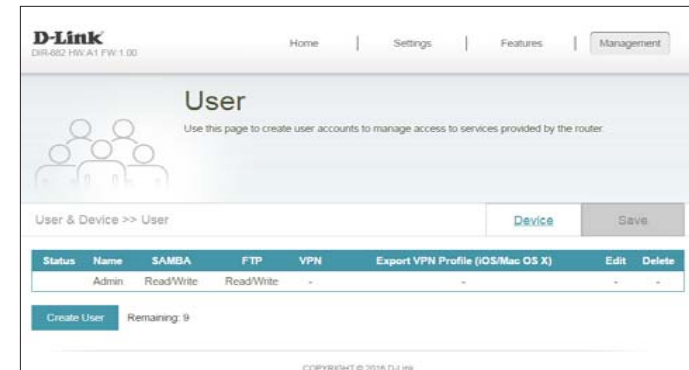 D-Link
DIR-882 HW:A1 FW:1.00
Home | Settings | Features | Management
User
Use this page to create user accounts to manage access to services provided by the router.
User & Device >> User
Device
Save
Status Name SAMBA FTP VPN Export VPN Profile (iOS/Mac OS X) Edit Delete
Admin Read/Write Read/Write - - - -
Create User Remaining: 9
COPYRIGHT © 2016 D-Link